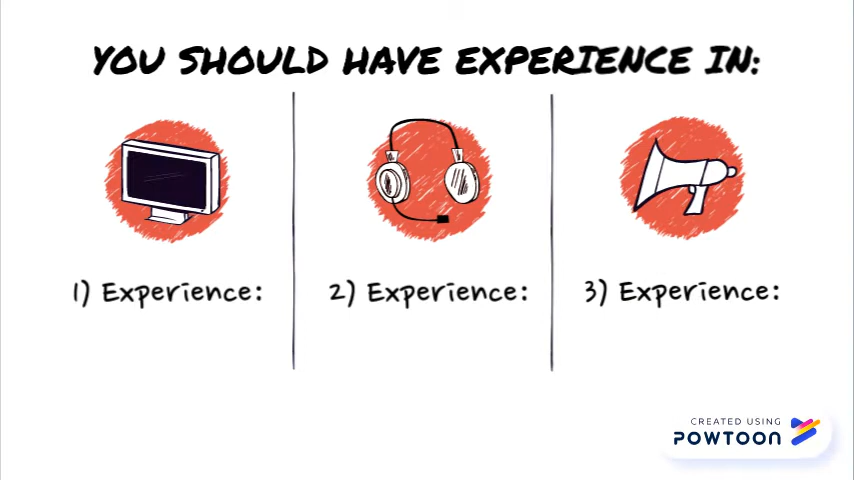 YOU SHOULD HAVE EXPERIENCE IN:
1) Experience:
2) Experience:
3) Experience:
CREATED USING
POWTOON